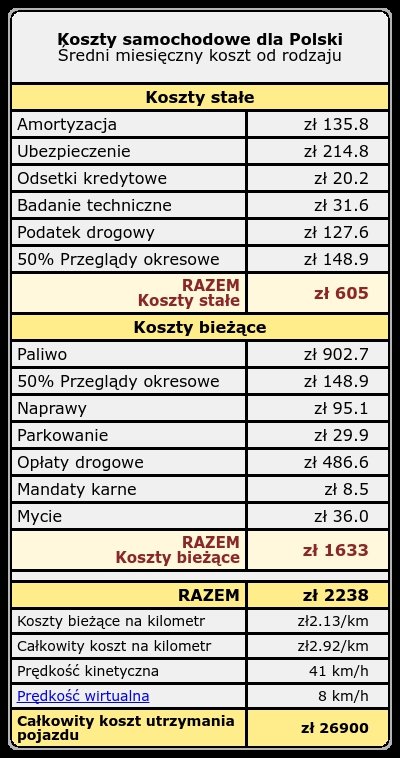 Koszty samochodowe dla Polski
Średni miesięczny koszt od rodzaju
Koszty stałe
Amortyzacja zł 135.8
Ubezpieczenie zł 214.8
Odsetki kredytowe zł 20.2
Badanie techniczne zł 31.6
Podatek drogowy zł 127.6
50% Przeglądy okresowe zł 148.9
RAZEM
Koszty stałe zł 605
Koszty bieżące
Paliwo zł 902.7
50% Przeglądy okresowe zł 148.9
Naprawy zł 95.1
Parkowanie zł 29.9
Opłaty drogowe zł 486.6
Mandaty karne zł 8.5
Mycie zł 36.0
RAZEM
Koszty bieżące zł 1633
RAZEM zł 2238
Koszty bieżące na kilometr zł2.13/km
Całkowity koszt na kilometr zł2.92/km
Prędkość kinetyczna 41 km/h
Prędkość wirtualna 8 km/h
Całkowity koszt utrzymania
pojazdu zł 26900